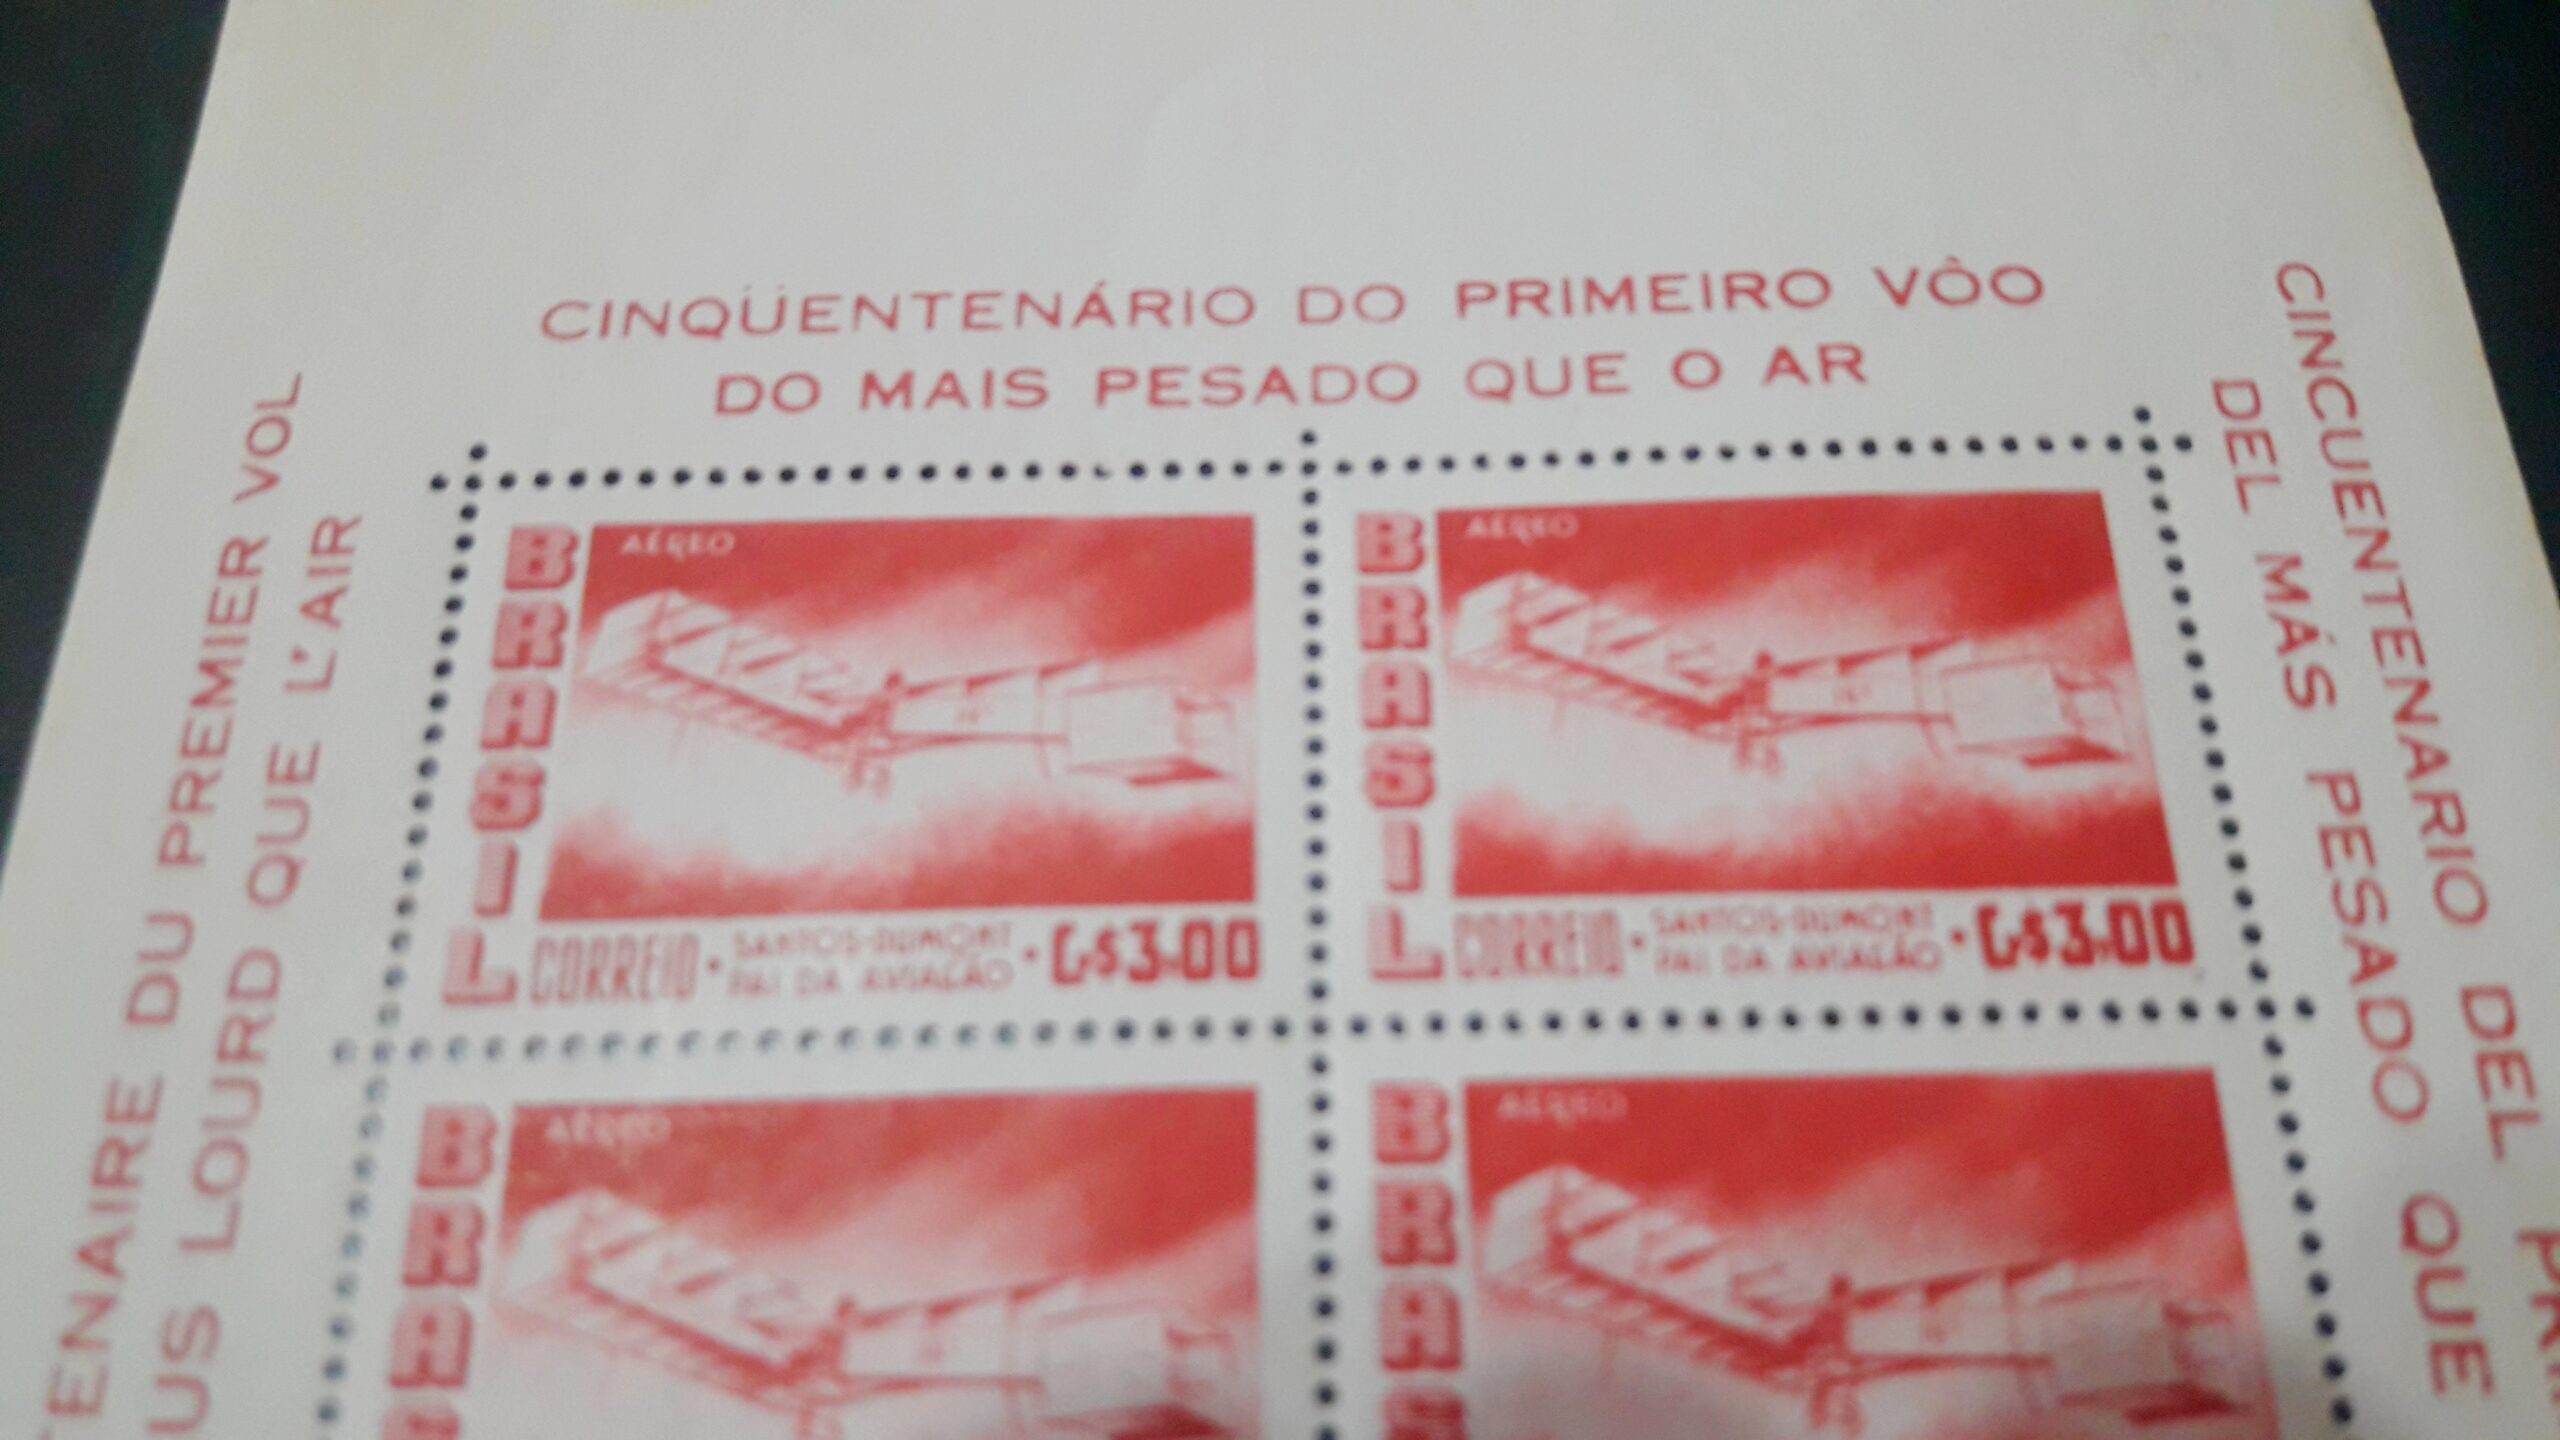 CINQÜENTENÁRIO DO PRIMEIRO VÔO
DO MAIS PESADO QUE O AR
DU PREMIER VOL
LOURD QUE L'AIR
CINCUENTENARIO DEL
DEL MÁS PESADO QUE
BRASIL
AÉREO
CORREIO • SANTOS-DUMONT • Cr$3,00
PAI DA AVIAÇÃO
BRASIL
AÉREO
CORREIO • SANTOS-DUMONT • Cr$3,00
PAI DA AVIAÇÃO
AÉREO
AÉREO